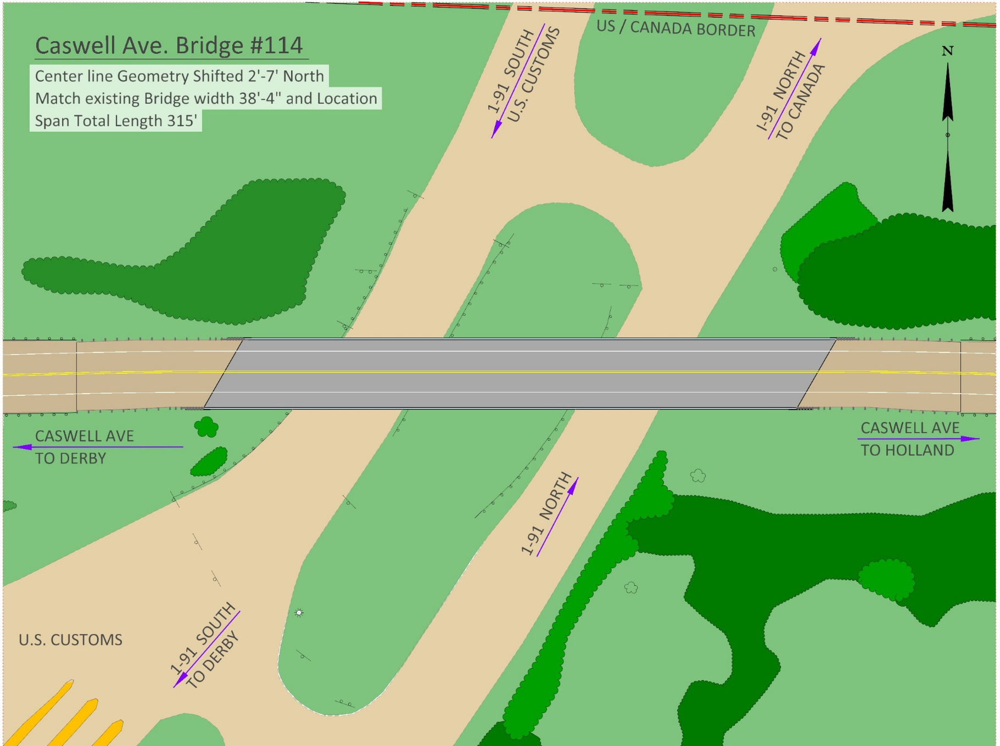 Caswell Ave. Bridge #114
Center line Geometry Shifted 2'-7' North
Match existing Bridge width 38'-4" and Location
Span Total Length 315'
US / CANADA BORDER
1-91 SOUTH
U.S. CUSTOMS
I-91 NORTH
TO CANADA
N
CASWELL AVE
TO DERBY
CASWELL AVE
TO HOLLAND
1-91 NORTH
U.S. CUSTOMS
1-91 SOUTH
TO DERBY